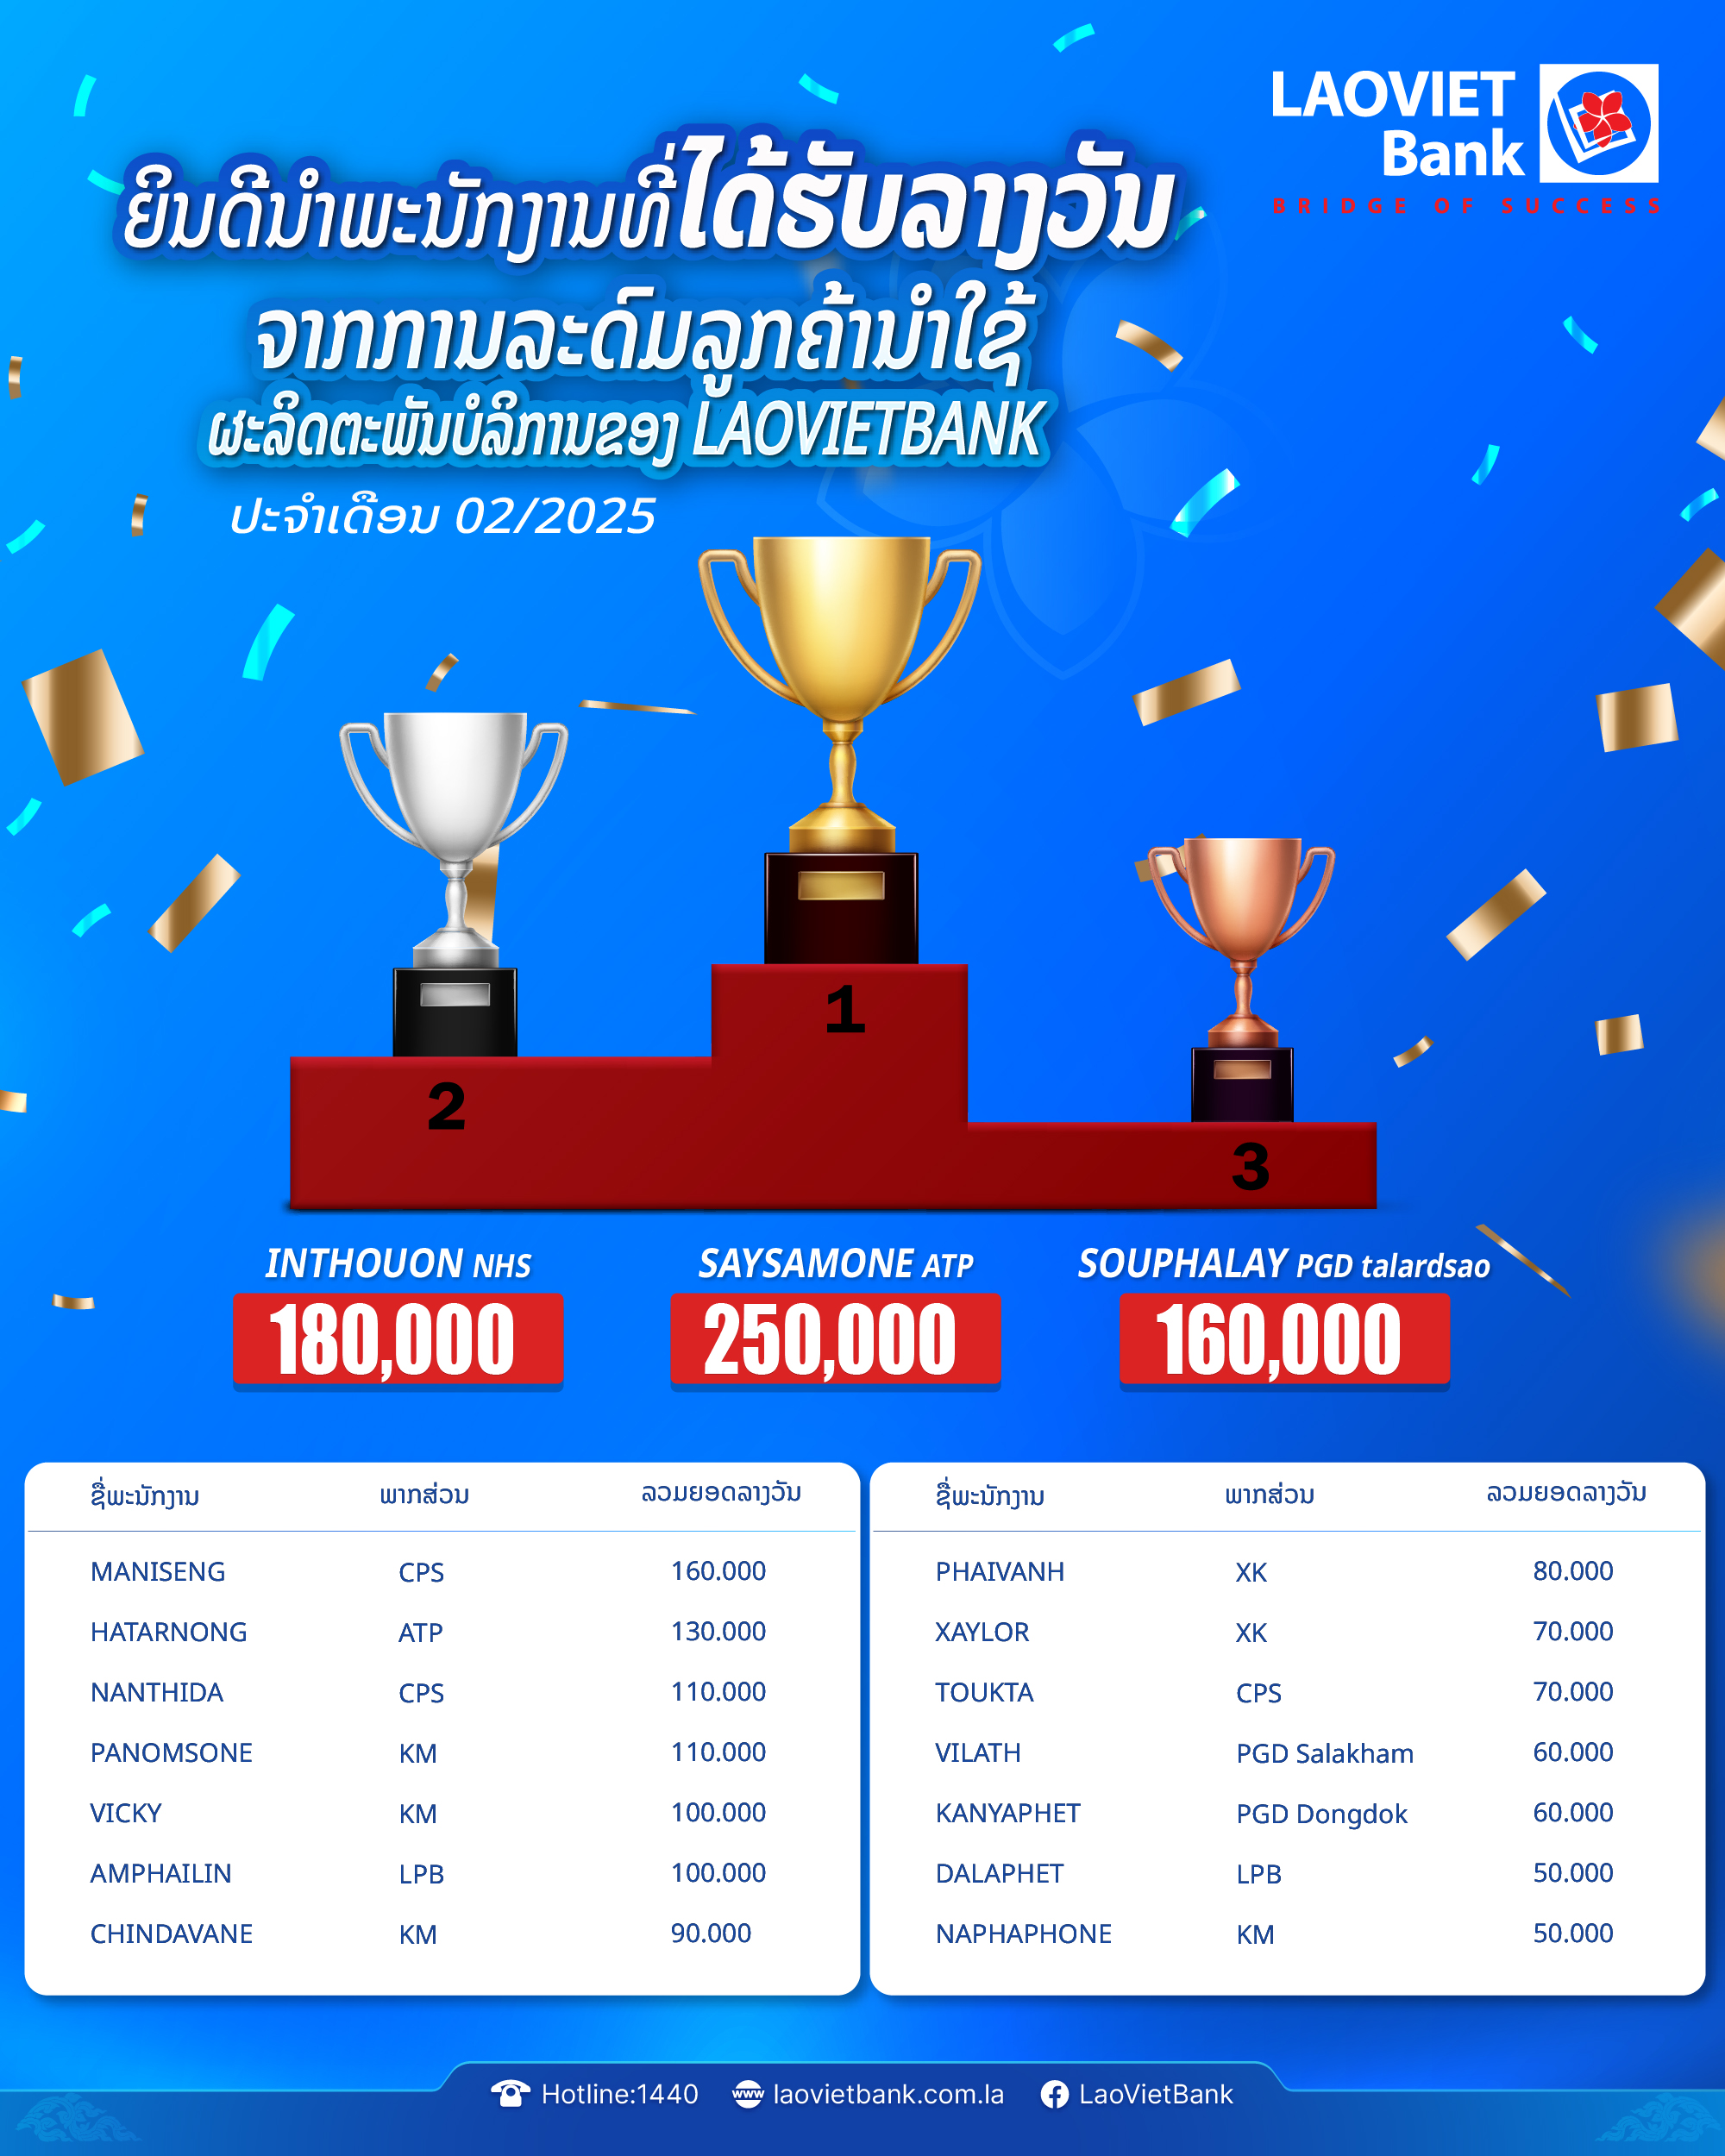 LAOVIET
Bank
BRIDGE OF SUCCESS
ຍິນດີນຳພະນັກງານທີ່ໄດ້ຮັບລາງວັນ
ຈາກການລະດົມລູກຄ້ານຳໃຊ້
ຜະລິດຕະພັນບໍລິການຂອງ LAOVIETBANK
ປະຈຳເດືອນ 02/2025
1
2
3
INTHOUON NHS
180,000
SAYSAMONE ATP
250,000
SOUPHALAY PGD talardsao
160,000
ຊື່ພະນັກງານ ພາກສ່ວນ ລວມຍອດລາງວັນ
MANISENG CPS 160.000
HATARNONG ATP 130.000
NANTHIDA CPS 110.000
PANOMSONE KM 110.000
VICKY KM 100.000
AMPHAILIN LPB 100.000
CHINDAVANE KM 90.000
ຊື່ພະນັກງານ ພາກສ່ວນ ລວມຍອດລາງວັນ
PHAIVANH XK 80.000
XAYLOR XK 70.000
TOUKTA CPS 70.000
VILATH PGD Salakham 60.000
KANYAPHET PGD Dongdok 60.000
DALAPHET LPB 50.000
NAPHAPHONE KM 50.000
Hotline:1440 www laovietbank.com.la LaoVietBank